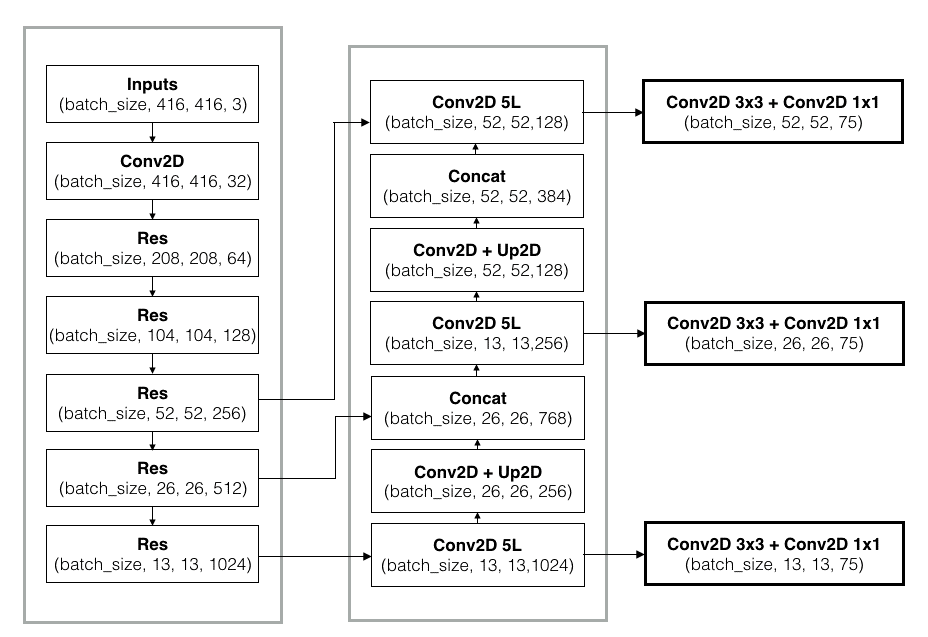 Inputs
(batch_size, 416, 416, 3)
Conv2D
(batch_size, 416, 416, 32)
Res
(batch_size, 208, 208, 64)
Res
(batch_size, 104, 104, 128)
Res
(batch_size, 52, 52, 256)
Res
(batch_size, 26, 26, 512)
Res
(batch_size, 13, 13, 1024)
Conv2D 5L
(batch_size, 52, 52,128)
Concat
(batch_size, 52, 52, 384)
Conv2D + Up2D
(batch_size, 52, 52,128)
Conv2D 5L
(batch_size, 13, 13,256)
Concat
(batch_size, 26, 26, 768)
Conv2D + Up2D
(batch_size, 26, 26, 256)
Conv2D 5L
(batch_size, 13, 13,1024)
Conv2D 3x3 + Conv2D 1x1
(batch_size, 52, 52, 75)
Conv2D 3x3 + Conv2D 1x1
(batch_size, 26, 26, 75)
Conv2D 3x3 + Conv2D 1x1
(batch_size, 13, 13, 75)